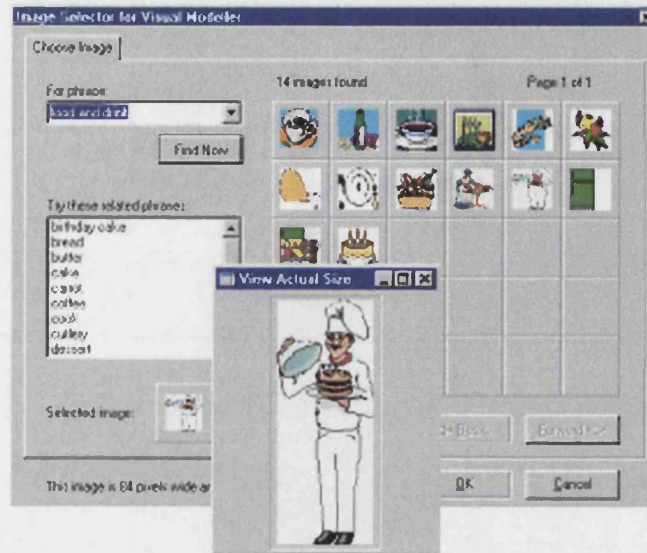 Image Selector for Visual Modeller
Choose Image
For phrase:
food and drink
Find Now
14 images found
Page 1 of 1
Try these related phrases:
birthday cake
bread
butter
cake
carrot
coffee
cook
cutlery
dessert
View Actual Size
Selected image:
Back
Forward >>
This image is 84 pixels wide
OK
Cancel